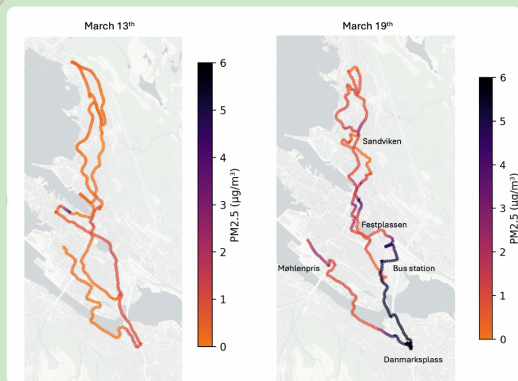 March 13th
March 19th
6
5
4
3
2
1
0
PM2.5 (µg/m³)
Sandviken
Festplassen
Møhlenpris
Bus station
Danmarksplass
6
5
4
3
2
1
0
PM2.5 (µg/m³)